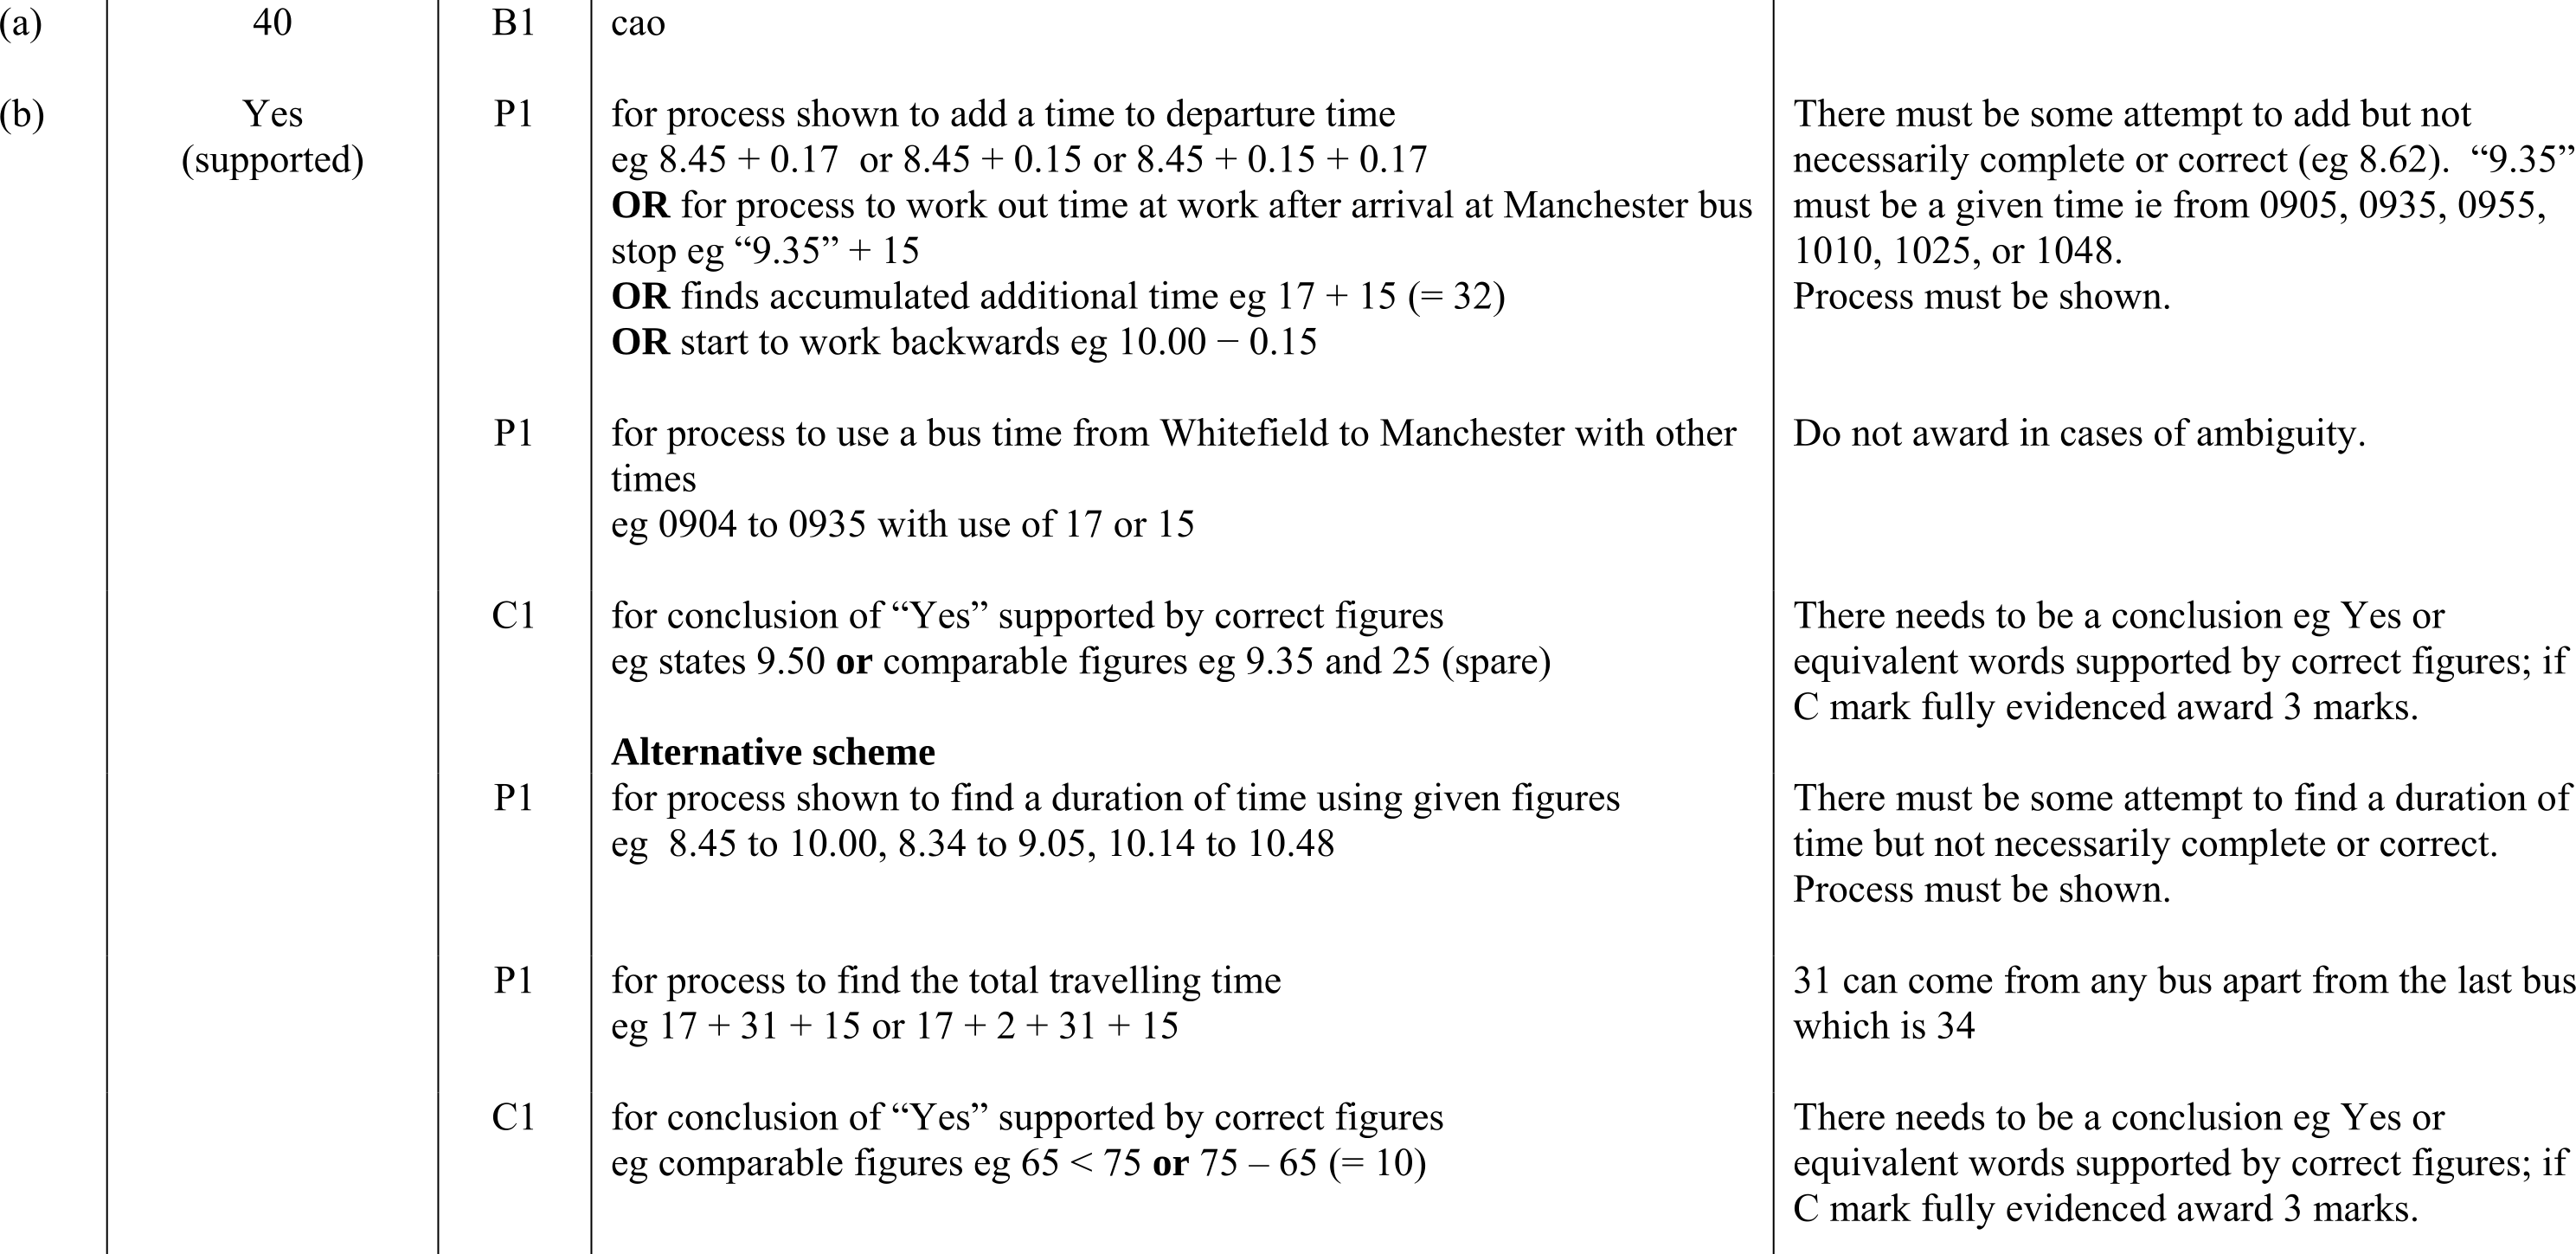 (a) 40 B1 cao
(b) Yes P1 for process shown to add a time to departure time There must be some attempt to add but not
(supported) eg 8.45 + 0.17 or 8.45 + 0.15 or 8.45 + 0.15 + 0.17 necessarily complete or correct (eg 8.62). “9.35”
OR for process to work out time at work after arrival at Manchester bus must be a given time ie from 0905, 0935, 0955,
stop eg “9.35” + 15 1010, 1025, or 1048.
OR finds accumulated additional time eg 17 + 15 (= 32) Process must be shown.
OR start to work backwards eg 10.00 − 0.15
P1 for process to use a bus time from Whitefield to Manchester with other Do not award in cases of ambiguity.
times
eg 0904 to 0935 with use of 17 or 15
C1 for conclusion of “Yes” supported by correct figures There needs to be a conclusion eg Yes or
eg states 9.50 or comparable figures eg 9.35 and 25 (spare) equivalent words supported by correct figures; if
C mark fully evidenced award 3 marks.
Alternative scheme
P1 for process shown to find a duration of time using given figures There must be some attempt to find a duration of
eg 8.45 to 10.00, 8.34 to 9.05, 10.14 to 10.48 time but not necessarily complete or correct.
Process must be shown.
P1 for process to find the total travelling time 31 can come from any bus apart from the last bus
eg 17 + 31 + 15 or 17 + 2 + 31 + 15 which is 34
C1 for conclusion of “Yes” supported by correct figures There needs to be a conclusion eg Yes or
eg comparable figures eg 65 < 75 or 75 – 65 (= 10) equivalent words supported by correct figures; if
C mark fully evidenced award 3 marks.